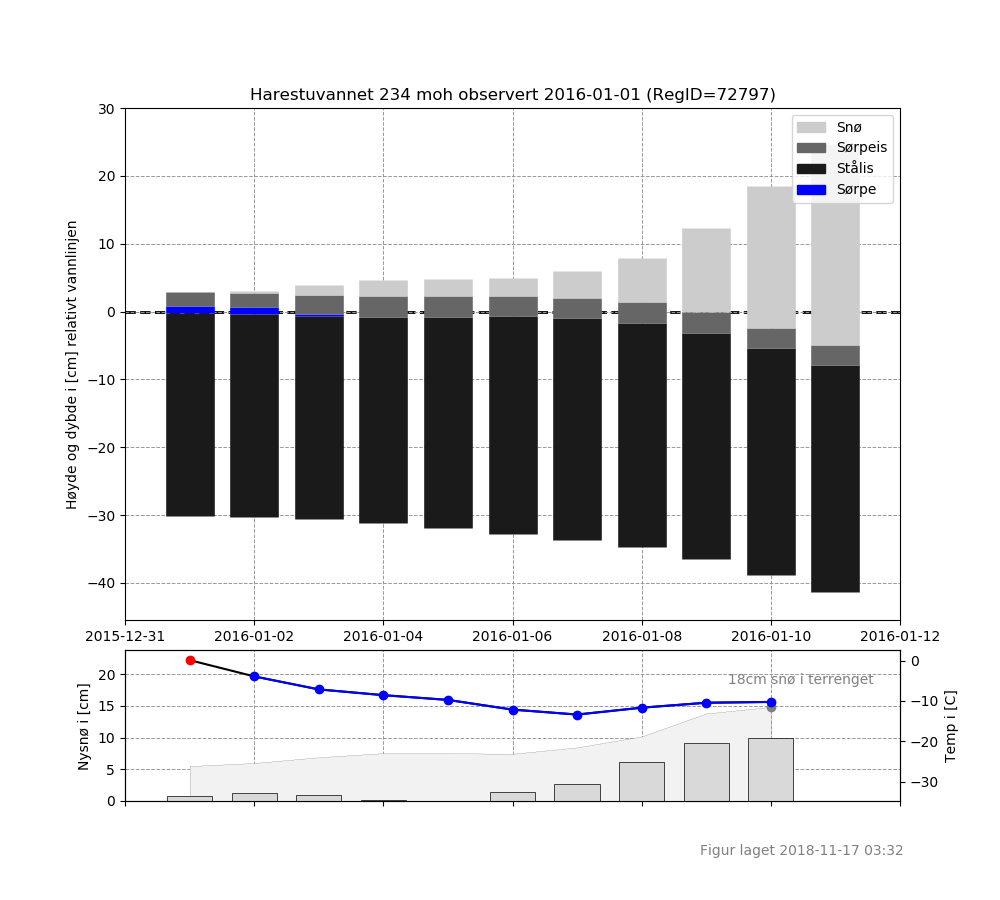 Harestuvannet 234 moh observert 2016-01-01 (RegID=72797)
Høyde og dybde i [cm] relativt vannlinjen
30
20
10
0
−10
−20
−30
−40
Snø
Sørpeis
Stålis
Sørpe
2015-12-31 2016-01-02 2016-01-04 2016-01-06 2016-01-08 2016-01-10 2016-01-12
Nysnø i [cm]
20
15
10
5
0
18cm snø i terrenget
0
−10
−20
−30
Temp i [C]
Figur laget 2018-11-17 03:32